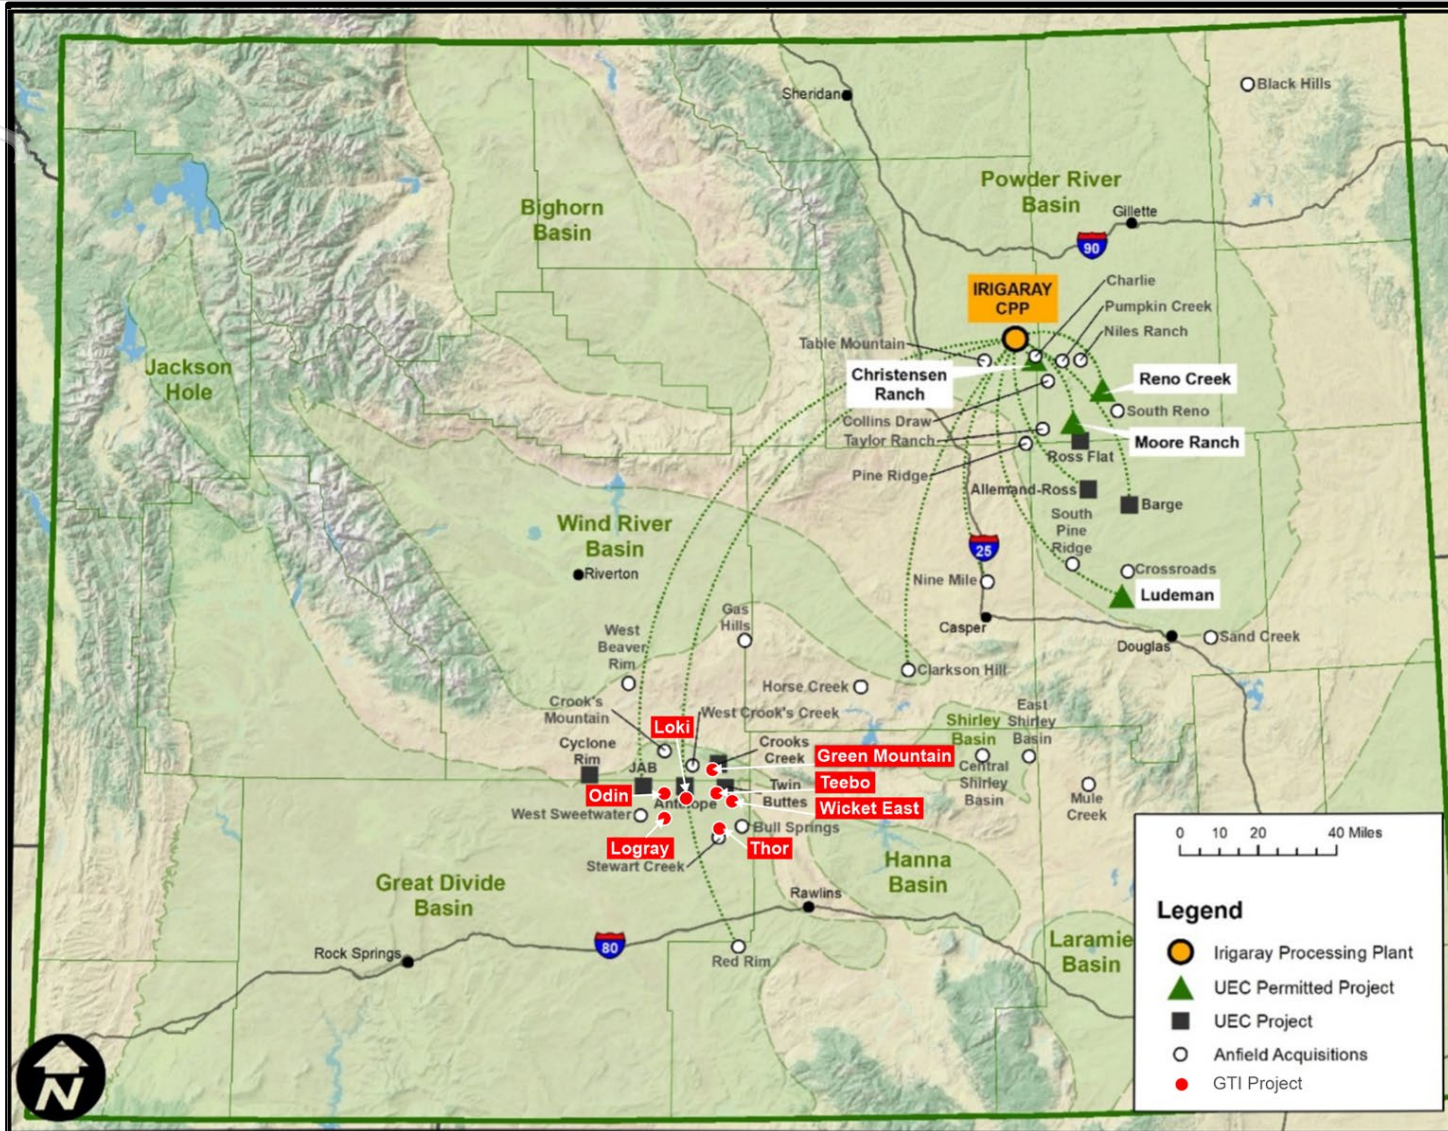 Sheridan
Black Hills
Powder River
Basin
Bighorn
Basin
Gillette
90
IRIGARAY
CPP
Charlie
Pumpkin Creek
Niles Ranch
Table Mountain
Jackson
Hole
Christensen
Ranch
Reno Creek
South Reno
Collins Draw
Taylor Ranch
Moore Ranch
Ross Flat
Pine Ridge
Allemand-Ross
Barge
South
Pine
Ridge
Wind River
Basin
25
Riverton
Nine Mile
Crossroads
Ludeman
Gas
Hills
Casper
Douglas
Sand Creek
West
Beaver
Rim
Clarkson Hill
Horse Creek
Crook's
Mountain
West Crook's Creek
Loki
Shirley
Basin
East
Shirley
Basin
Cyclone
Rim
JAB
Crooks
Creek
Green Mountain
Central
Shirley
Basin
Odin
Antelope
Twin
Buttes
Teebo
Wicket East
Mule
Creek
West Sweetwater
Bull Springs
Logray
Thor
Stewart Creek
Hanna
Basin
Great Divide
Basin
Rawlins
Rock Springs
80
Red Rim
Laramie
Basin
0 10 20 40 Miles
Legend
Irigaray Processing Plant
UEC Permitted Project
UEC Project
Anfield Acquisitions
GTI Project
N